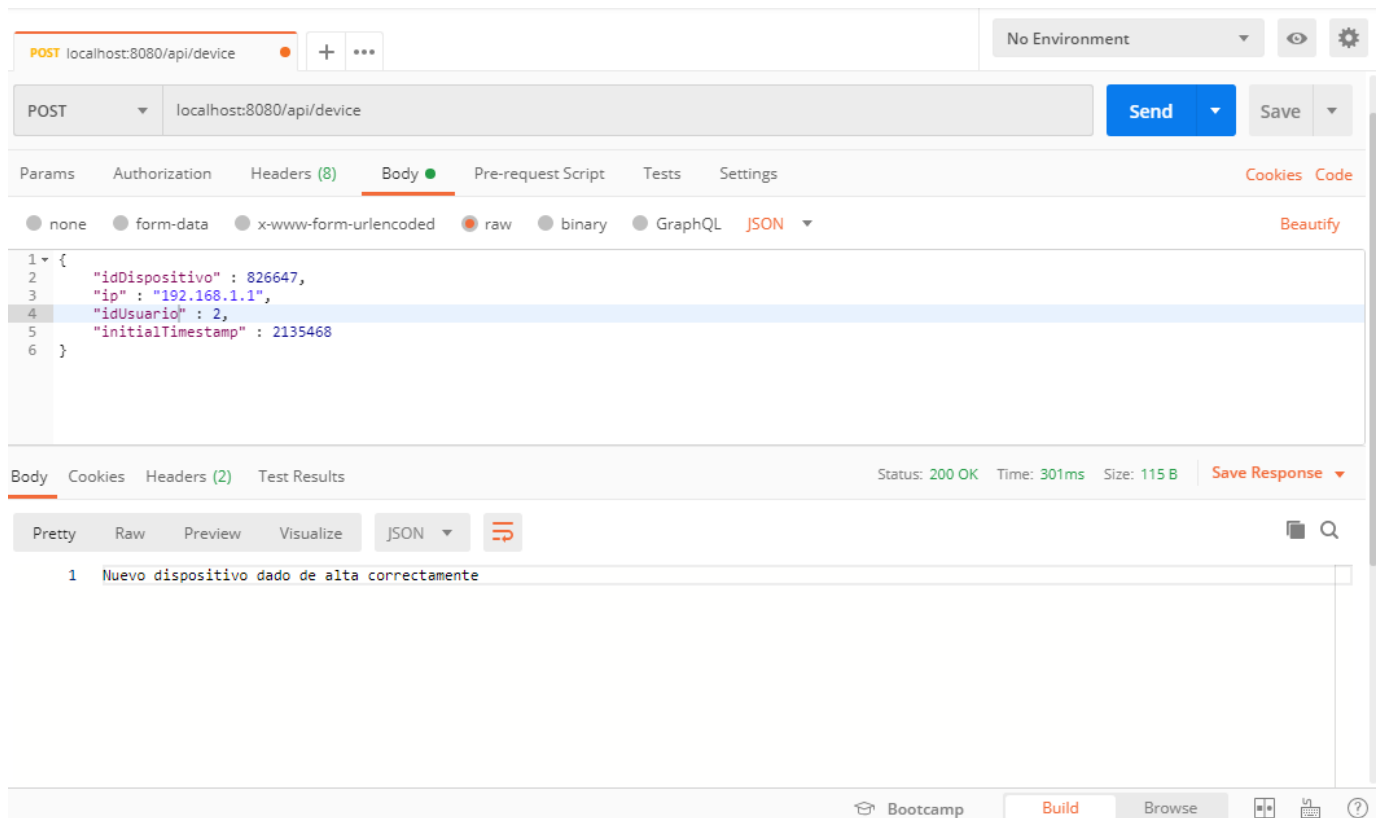 POST localhost:8080/api/device
No Environment
POST localhost:8080/api/device Send Save
Params Authorization Headers (8) Body Pre-request Script Tests Settings Cookies Code
none form-data x-www-form-urlencoded raw binary GraphQL JSON Beautify
1 {
2 "idDispositivo" : 826647,
3 "ip" : "192.168.1.1",
4 "idUsuario" : 2,
5 "initialTimestamp" : 2135468
6 }
Body Cookies Headers (2) Test Results Status: 200 OK Time: 301ms Size: 115 B Save Response
Pretty Raw Preview Visualize JSON
1 Nuevo dispositivo dado de alta correctamente
Bootcamp Build Browse